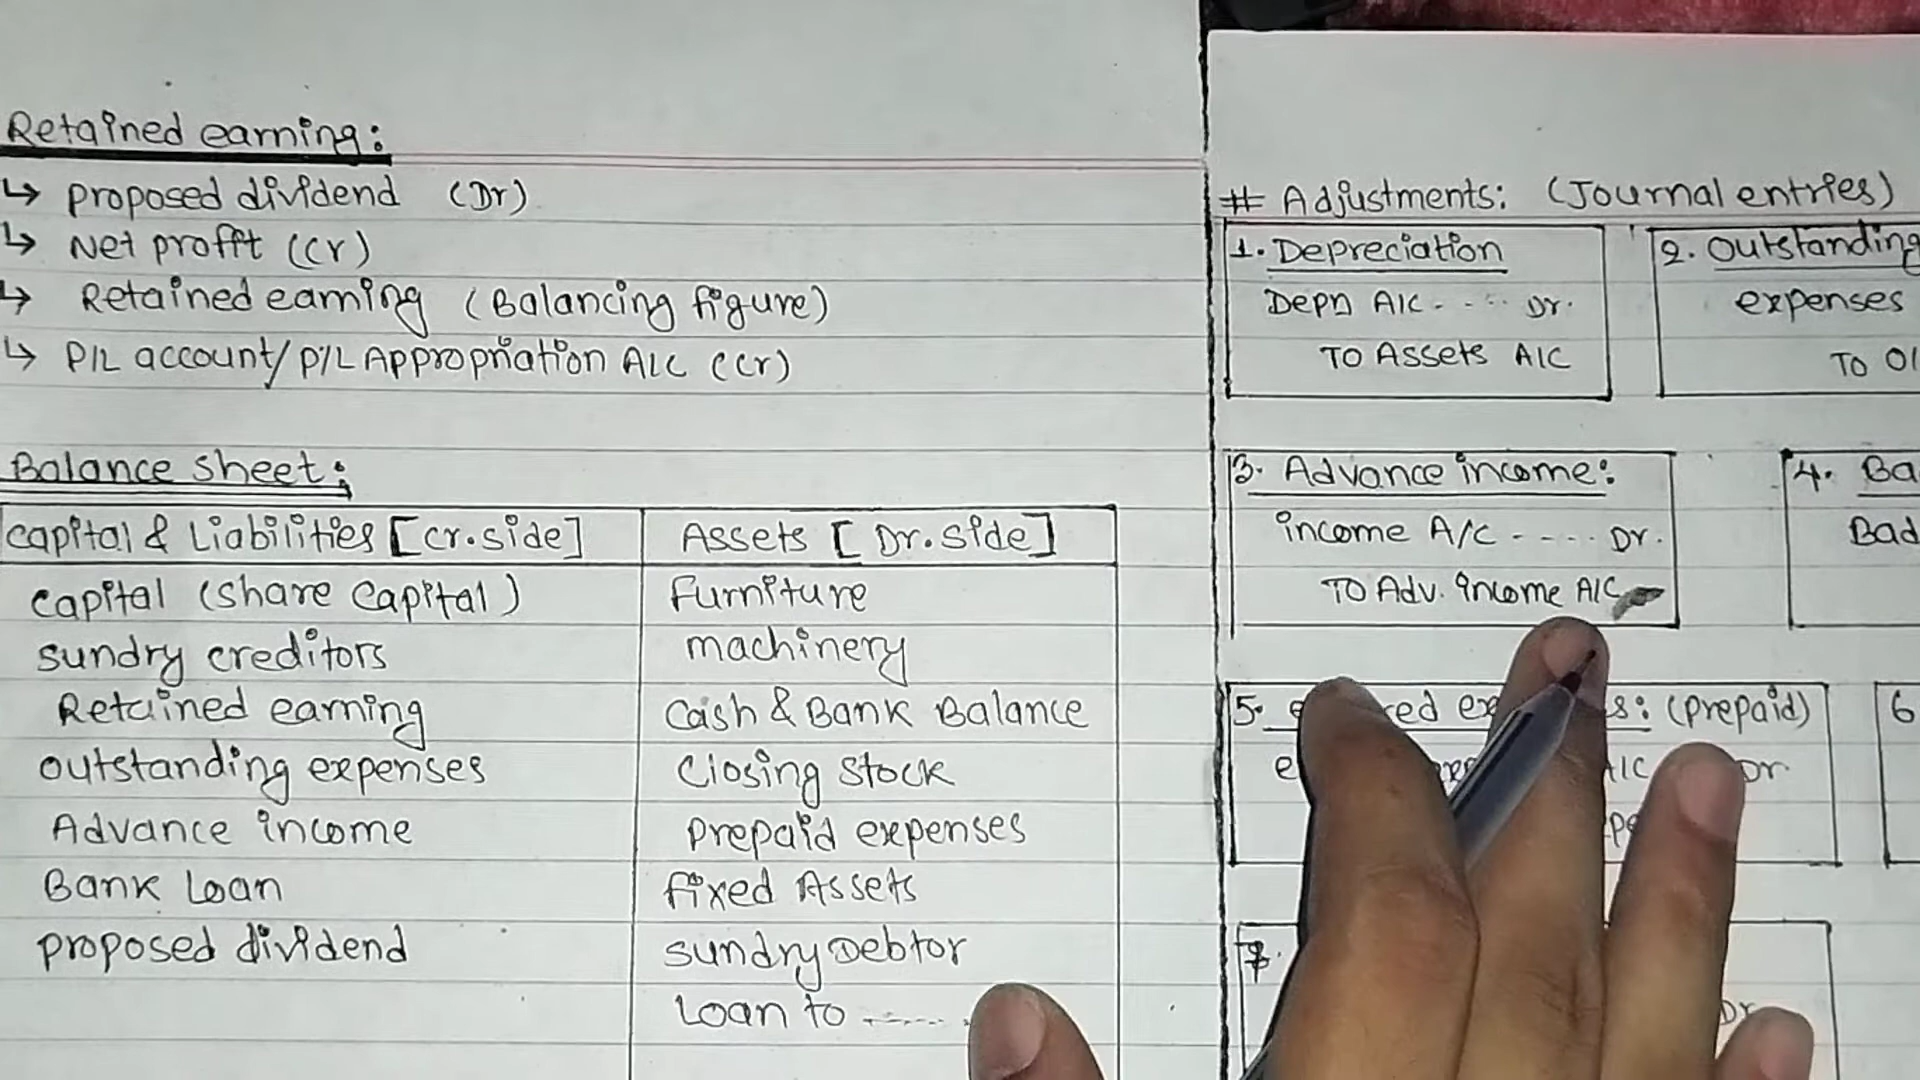 Retained earning:
↳ proposed dividend (Dr)
↳ Net profit (Cr)
↳ Retained earning (Balancing figure)
↳ P/L account/P/L Appropriation A/C (Cr)
Balance sheet:
Capital & Liabilities [Cr. side] Assets [Dr. side]
Capital (share capital) Furniture
sundry creditors machinery
Retained earning Cash & Bank Balance
outstanding expenses Closing stock
Advance income prepaid expenses
Bank Loan fixed Assets
proposed dividend sundry Debtor
Loan to -----
# Adjustments: (Journal entries)
1. Depreciation
Depn A/C - ---- Dr.
To Assets A/C
2. Outstanding
expenses
To O/
3. Advance income:
income A/C ----- Dr.
To Adv. income A/C
4. Ba
Bad
5. (prepaid)
A/C Dr.
6
7.
Dr